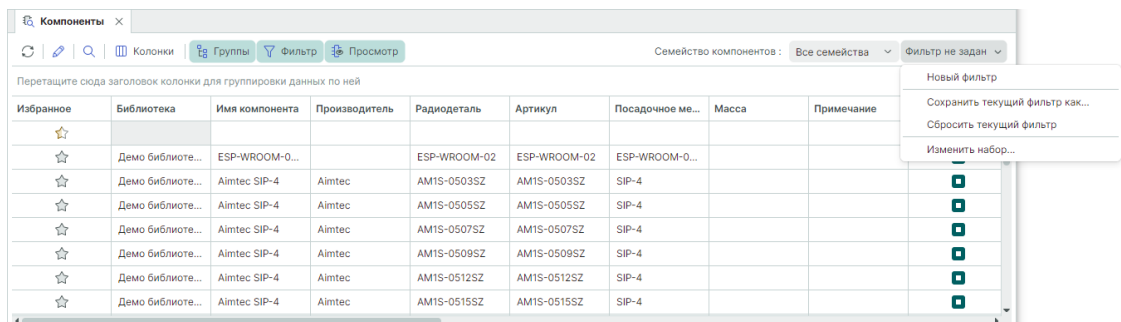 Компоненты
Колонки Группы Фильтр Просмотр Семейство компонентов : Все семейства Фильтр не задан
Перетащите сюда заголовок колонки для группировки данных по ней
Новый фильтр
Сохранить текущий фильтр как...
Сбросить текущий фильтр
Изменить набор...
Избранное Библиотека Имя компонента Производитель Радиодеталь Артикул Посадочное ме... Масса Примечание
Демо библиоте... ESP-WROOM-0... ESP-WROOM-02 ESP-WROOM-02 ESP-WROOM-0...
Демо библиоте... Aimtec SIP-4 Aimtec AM1S-0503SZ AM1S-0503SZ SIP-4
Демо библиоте... Aimtec SIP-4 Aimtec AM1S-0505SZ AM1S-0505SZ SIP-4
Демо библиоте... Aimtec SIP-4 Aimtec AM1S-0507SZ AM1S-0507SZ SIP-4
Демо библиоте... Aimtec SIP-4 Aimtec AM1S-0509SZ AM1S-0509SZ SIP-4
Демо библиоте... Aimtec SIP-4 Aimtec AM1S-0512SZ AM1S-0512SZ SIP-4
Демо библиоте... Aimtec SIP-4 Aimtec AM1S-0515SZ AM1S-0515SZ SIP-4